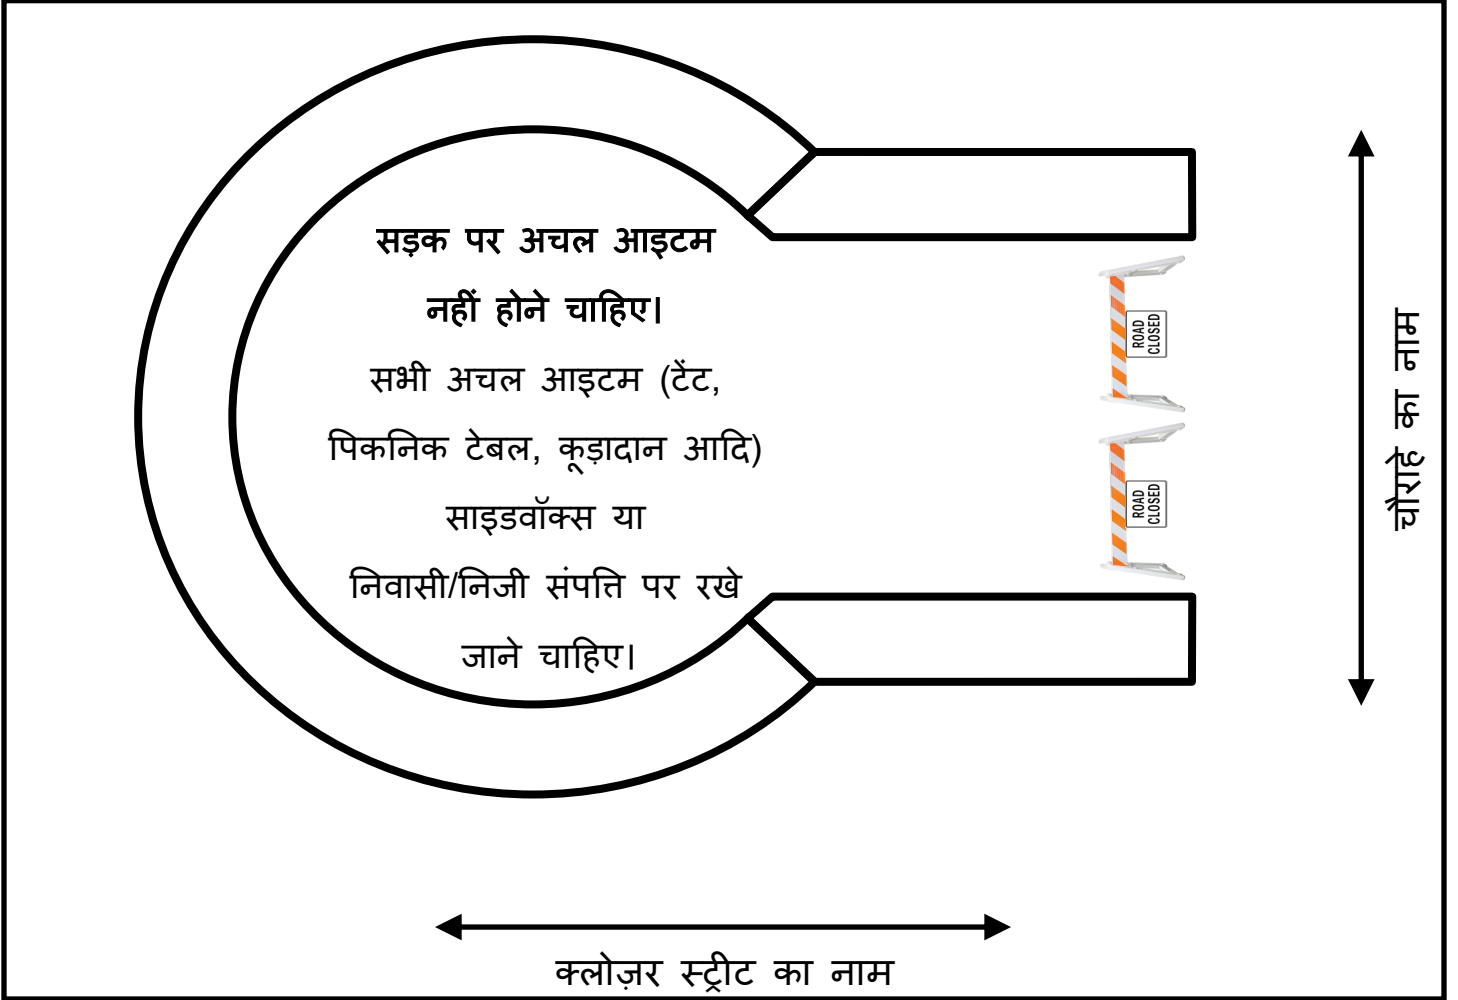 सड़क पर अचल आइटम
नहीं होने चाहिए।
सभी अचल आइटम (टेंट,
पिकनिक टेबल, कूड़ादान आदि)
साइडवॉक्स या
निवासी/निजी संपत्ति पर रखे
जाने चाहिए।
ROAD
CLOSED
ROAD
CLOSED
चौराहे का नाम
क्लोज़र स्ट्रीट का नाम